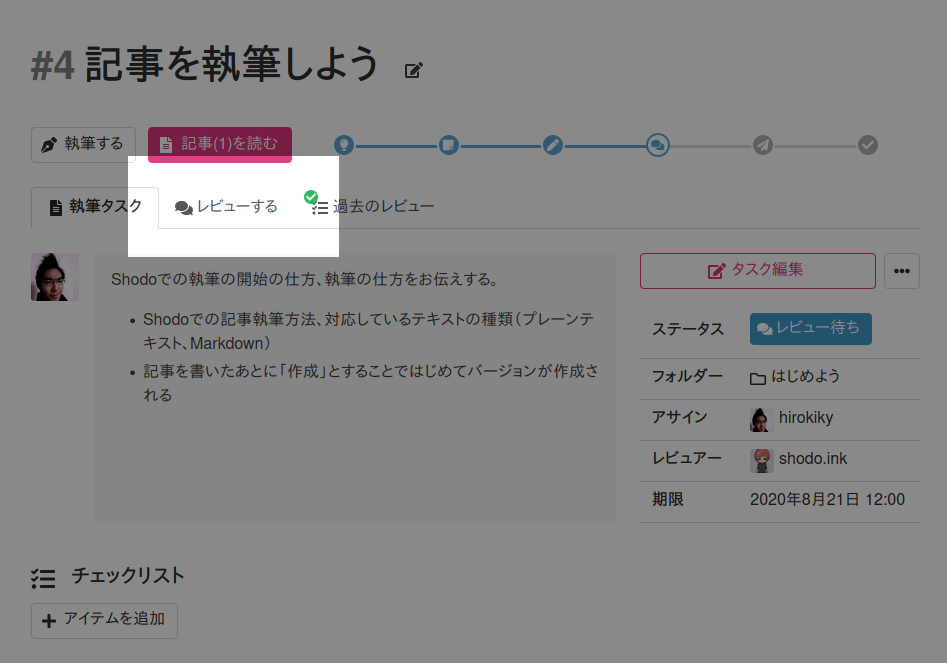 #4 記事を執筆しよう
執筆する
記事(1)を読む
執筆タスク
レビューする
過去のレビュー
Shodoでの執筆の開始の仕方、執筆の仕方をお伝えする。
• Shodoでの記事執筆方法、対応しているテキストの種類（プレーンテ
キスト、Markdown）
• 記事を書いたあとに「作成」とすることではじめてバージョンが作成さ
れる
タスク編集
ステータス レビュー待ち
フォルダー はじめよう
アサイン hirokiky
レビュアー shodo.ink
期限 2020年8月21日 12:00
チェックリスト
アイテムを追加